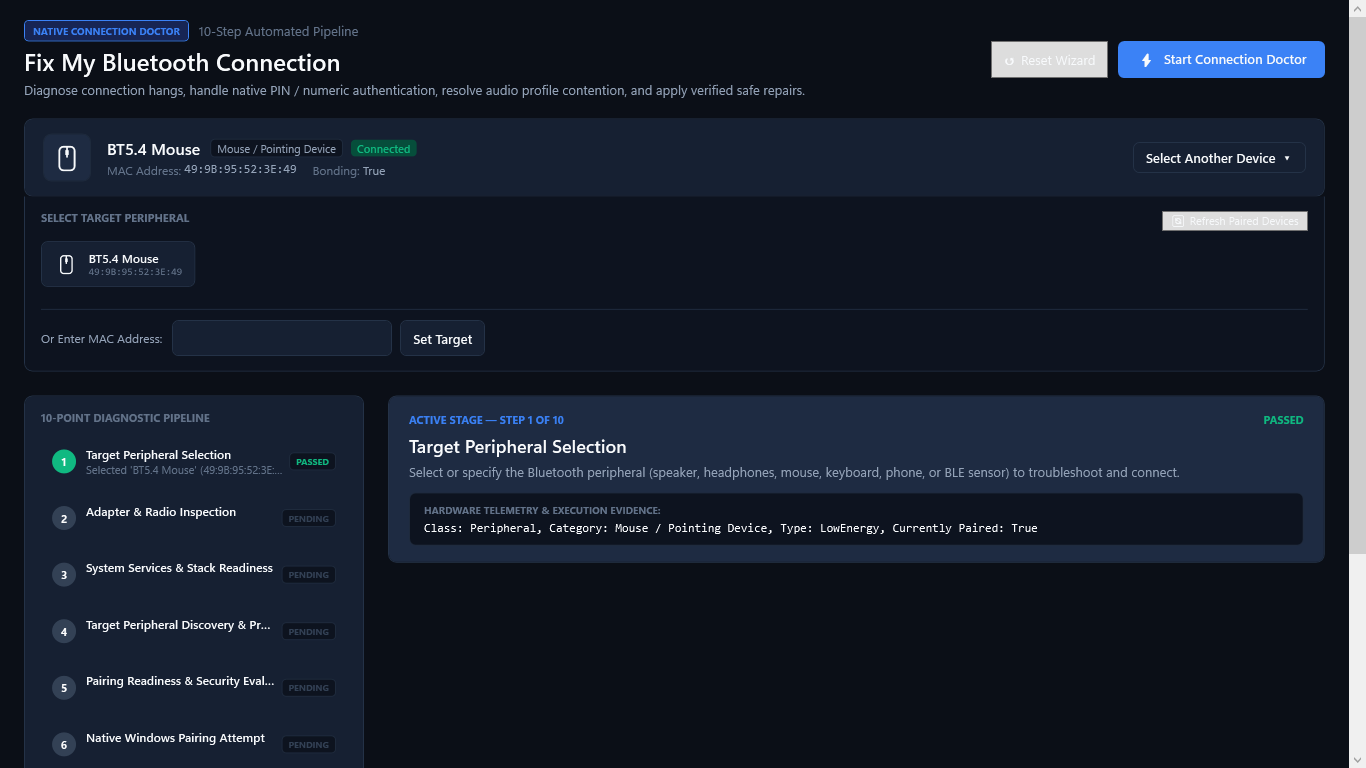 NATIVE CONNECTION DOCTOR 10-Step Automated Pipeline
Fix My Bluetooth Connection
Diagnose connection hangs, handle native PIN / numeric authentication, resolve audio profile contention, and apply verified safe repairs.
Reset Wizard
Start Connection Doctor
BT5.4 Mouse Mouse / Pointing Device Connected
MAC Address: 49:9B:95:52:3E:49 Bonding: True
Select Another Device
SELECT TARGET PERIPHERAL
Refresh Paired Devices
BT5.4 Mouse
49:9B:95:52:3E:49
Or Enter MAC Address:
Set Target
10-POINT DIAGNOSTIC PIPELINE
1 Target Peripheral Selection PASSED
Selected 'BT5.4 Mouse' (49:9B:95:52:3E:...
2 Adapter & Radio Inspection PENDING
3 System Services & Stack Readiness PENDING
4 Target Peripheral Discovery & Pr... PENDING
5 Pairing Readiness & Security Eval... PENDING
6 Native Windows Pairing Attempt PENDING
ACTIVE STAGE — STEP 1 OF 10 PASSED
Target Peripheral Selection
Select or specify the Bluetooth peripheral (speaker, headphones, mouse, keyboard, phone, or BLE sensor) to troubleshoot and connect.
HARDWARE TELEMETRY & EXECUTION EVIDENCE:
Class: Peripheral, Category: Mouse / Pointing Device, Type: LowEnergy, Currently Paired: True